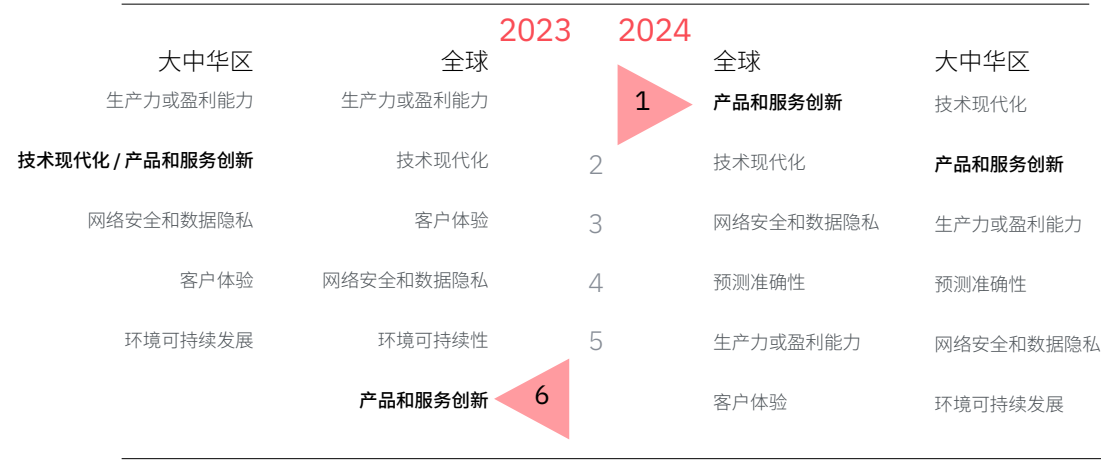 2023 2024
大中华区 全球 全球 大中华区
生产力或盈利能力 生产力或盈利能力 1 产品和服务创新 技术现代化
技术现代化 / 产品和服务创新 技术现代化 2 技术现代化 产品和服务创新
网络安全和数据隐私 客户体验 3 网络安全和数据隐私 生产力或盈利能力
客户体验 网络安全和数据隐私 4 预测准确性 预测准确性
环境可持续发展 环境可持续性 5 生产力或盈利能力 网络安全和数据隐私
产品和服务创新 6 客户体验 环境可持续发展